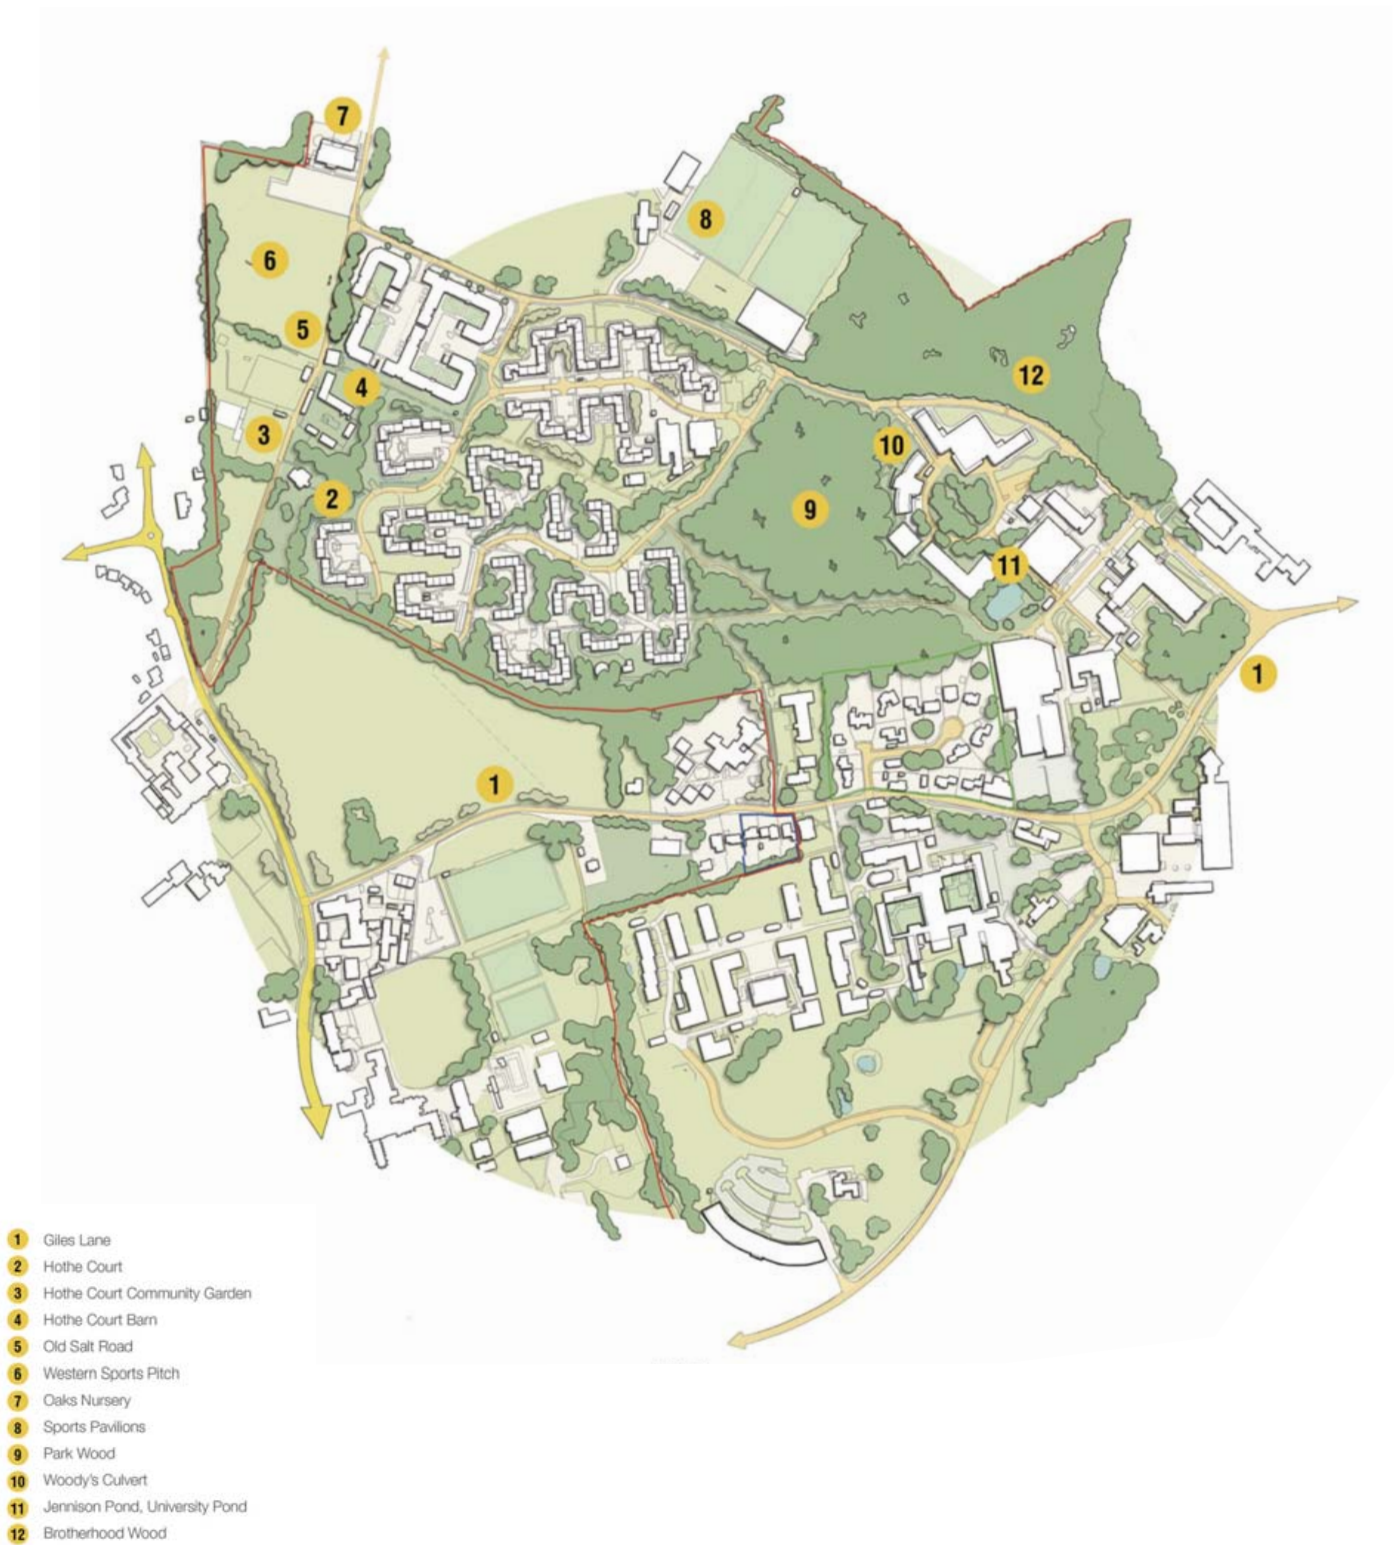 7
8
6
5
12
4
3
10
2
9
11
1
1
1 Giles Lane
2 Hothe Court
3 Hothe Court Community Garden
4 Hothe Court Barn
5 Old Salt Road
6 Western Sports Pitch
7 Oaks Nursery
8 Sports Pavilions
9 Park Wood
10 Woody's Culvert
11 Jennison Pond, University Pond
12 Brotherhood Wood